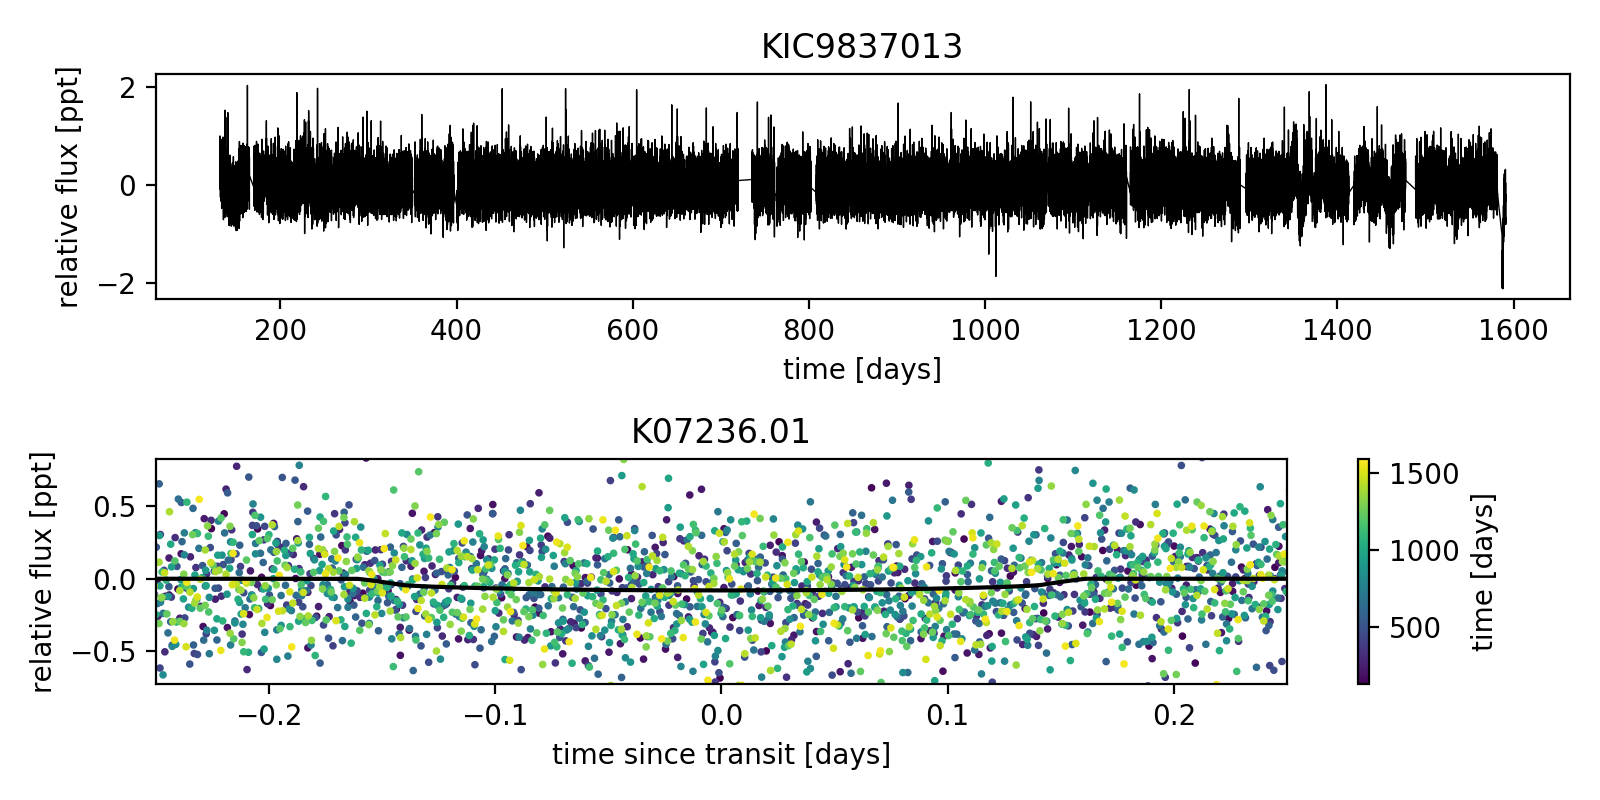 KIC9837013
relative flux [ppt]
2
0
−2
200 400 600 800 1000 1200 1400 1600
time [days]
K07236.01
relative flux [ppt]
0.5
0.0
−0.5
−0.2 −0.1 0.0 0.1 0.2
time since transit [days]
1500
1000
500
time [days]